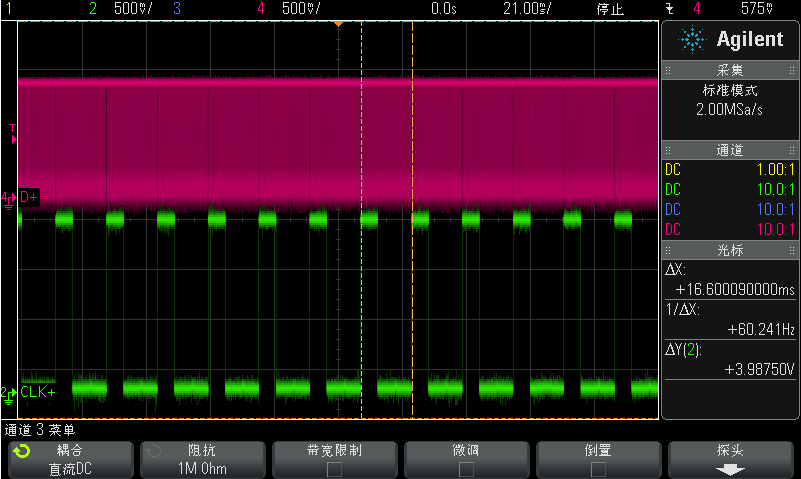 1 2 500㎷/ 3 4 500㎷/ 0.0s 21.00㎳/ 停止 4 575㎷
Agilent
采集
标准模式
2.00MSa/s
通道
DC 1.00:1
DC 10.0:1
DC 10.0:1
DC 10.0:1
光标
ΔX:
+16.600090000ms
1/ΔX:
+60.241Hz
ΔY(2):
+3.98750V
T
4 D+
2 CLK+
通道 3 菜单
耦合 阻抗 带宽限制 微调 倒置 探头
直流DC 1M Ohm